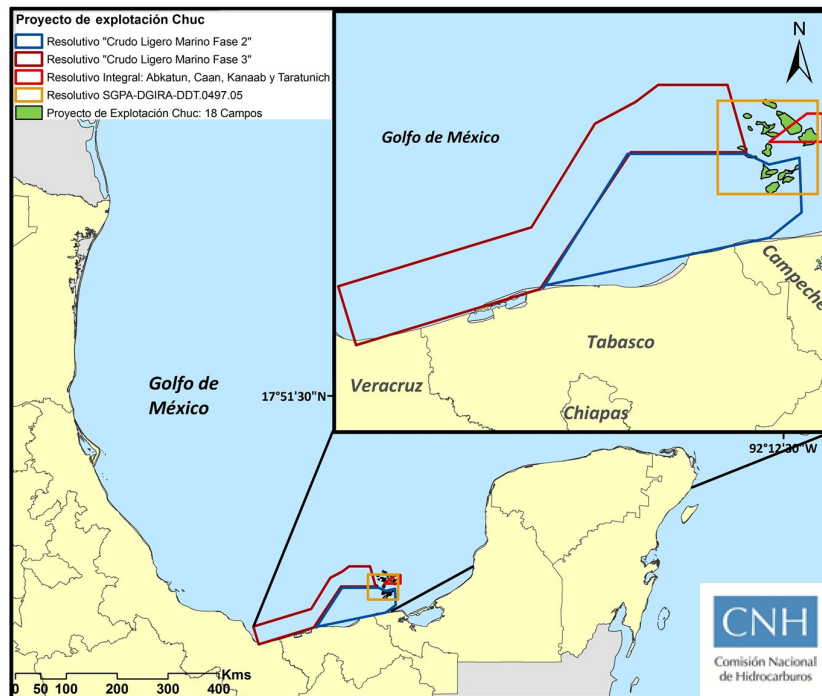 Proyecto de explotación Chuc
Resolutivo "Crudo Ligero Marino Fase 2"
Resolutivo "Crudo Ligero Marino Fase 3"
Resolutivo Integral: Abkatun, Caan, Kanaab y Taratunich
Resolutivo SGPA-DGIRA-DDT.0497.05
Proyecto de Explotación Chuc: 18 Campos
N
Golfo de México
Campeche
Tabasco
Veracruz
Chiapas
Golfo de
México
17°51'30"N
92°12'30"W
0 50 100 200 300 400 Kms
CNH
Comisión Nacional
de Hidrocarburos